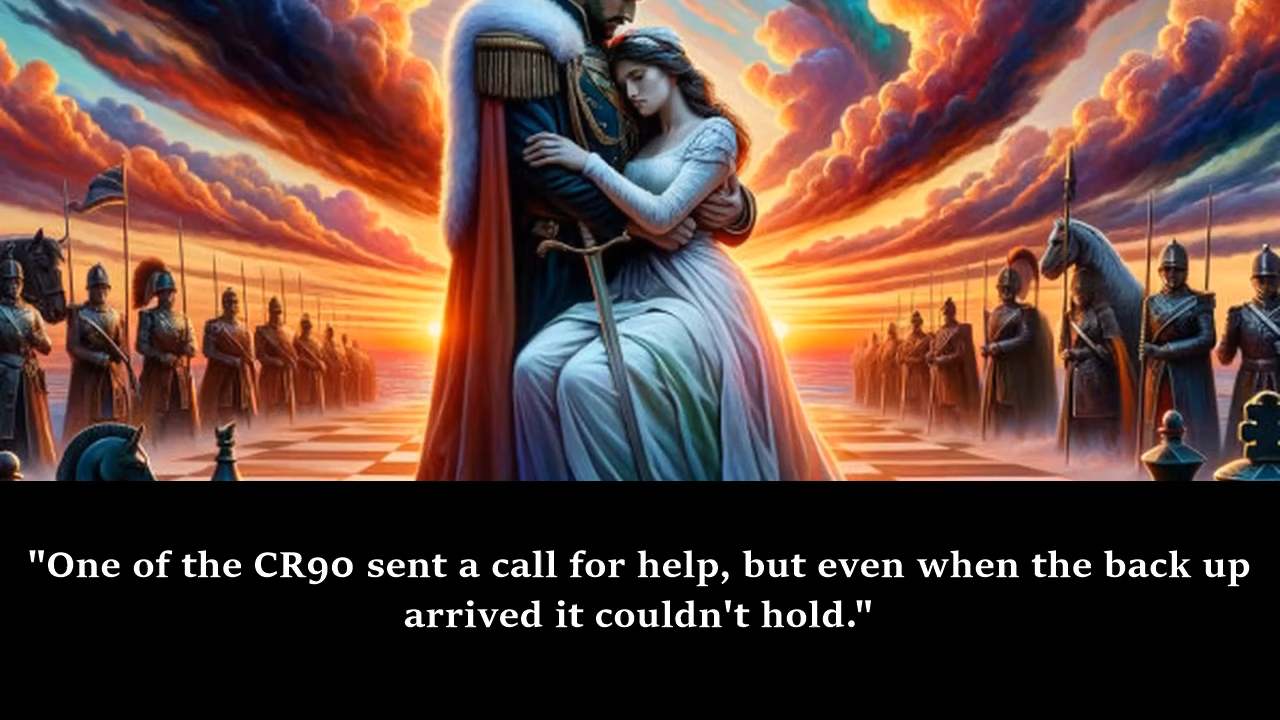 "One of the CR90 sent a call for help, but even when the back up
arrived it couldn't hold."